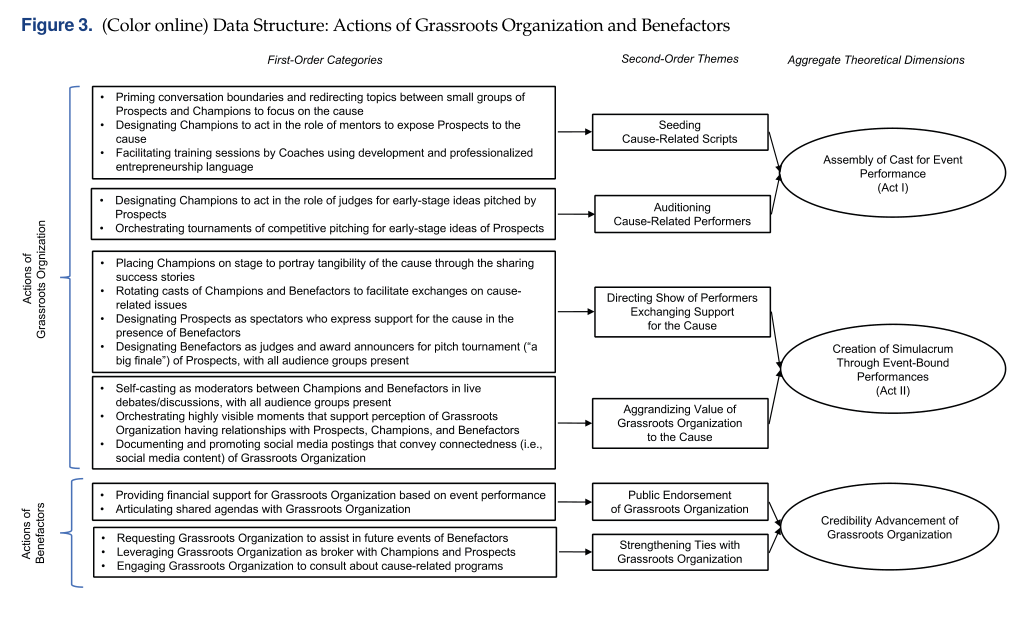 Figure 3. (Color online) Data Structure: Actions of Grassroots Organization and Benefactors
First-Order Categories
Second-Order Themes
Aggregate Theoretical Dimensions
Actions of
Grassroots Orgnization
• Priming conversation boundaries and redirecting topics between small groups of
Prospects and Champions to focus on the cause
• Designating Champions to act in the role of mentors to expose Prospects to the
cause
• Facilitating training sessions by Coaches using development and professionalized
entrepreneurship language
Seeding
Cause-Related Scripts
• Designating Champions to act in the role of judges for early-stage ideas pitched by
Prospects
• Orchestrating tournaments of competitive pitching for early-stage ideas of Prospects
Auditioning
Cause-Related Performers
Assembly of Cast for Event
Performance
(Act I)
• Placing Champions on stage to portray tangibility of the cause through the sharing
success stories
• Rotating casts of Champions and Benefactors to facilitate exchanges on cause-
related issues
• Designating Prospects as spectators who express support for the cause in the
presence of Benefactors
• Designating Benefactors as judges and award announcers for pitch tournament (“a
big finale”) of Prospects, with all audience groups present
Directing Show of Performers
Exchanging Support
for the Cause
• Self-casting as moderators between Champions and Benefactors in live
debates/discussions, with all audience groups present
• Orchestrating highly visible moments that support perception of Grassroots
Organization having relationships with Prospects, Champions, and Benefactors
• Documenting and promoting social media postings that convey connectedness (i.e.,
social media content) of Grassroots Organization
Aggrandizing Value of
Grassroots Organization
to the Cause
Creation of Simulacrum
Through Event-Bound
Performances
(Act II)
Actions of
Benefactors
• Providing financial support for Grassroots Organization based on event performance
• Articulating shared agendas with Grassroots Organization
Public Endorsement
of Grassroots Organization
• Requesting Grassroots Organization to assist in future events of Benefactors
• Leveraging Grassroots Organization as broker with Champions and Prospects
• Engaging Grassroots Organization to consult about cause-related programs
Strengthening Ties with
Grassroots Organization
Credibility Advancement of
Grassroots Organization